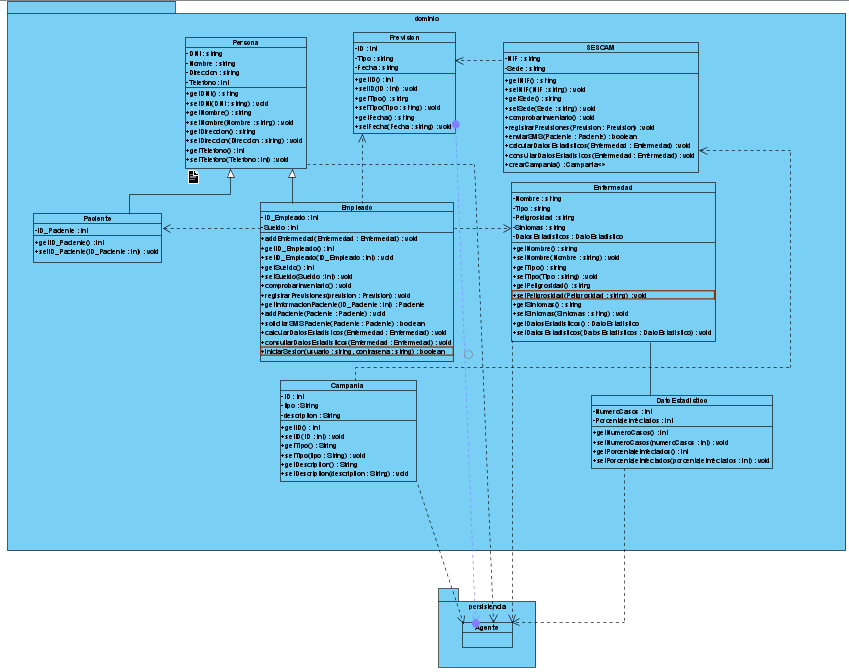 dominio
Persona
-DNI : string
-Nombre : string
-Direccion : string
-Telefono : int
+getDNI() : string
+setDNI(DNI : string) : void
+getNombre() : string
+setNombre(Nombre : string) : void
+getDireccion() : string
+setDireccion(Direccion : string) : void
+getTelefono() : int
+setTelefono(Telefono : int) : void
Prevision
-ID : int
-Tipo : string
-Fecha : string
+getID() : int
+setID(ID : int) : void
+getTipo() : string
+setTipo(Tipo : string) : void
+getFecha() : string
+setFecha(Fecha : string) : void
SESCAM
-NIF : string
-Sede : string
+getNIF() : string
+setNIF(NIF : string) : void
+getSede() : string
+setSede(Sede : string) : void
+comprobarInventario() : void
+registrarPrevisiones(Prevision : Prevision) : void
+enviarSMS(Paciente : Paciente) : boolean
+calcularDatosEstadisticos(Enfermedad : Enfermedad) : void
+consultarDatosEstadisticos(Enfermedad : Enfermedad) : void
+crearCampania() : Campania<>
Paciente
-ID_Paciente : int
+getID_Paciente() : int
+setID_Paciente(ID_Paciente : int) : void
Empleado
-ID_Empleado : int
-Sueldo : int
+addEnfermedad(Enfermedad : Enfermedad) : void
+getID_Empleado() : int
+setID_Empleado(ID_Empleado : int) : void
+getSueldo() : int
+setSueldo(Sueldo : int) : void
+comprobarInventario() : void
+registrarPrevisiones(prevision : Prevision) : void
+getInformacionPaciente(ID_Paciente : int) : Paciente
+addPaciente(Paciente : Paciente) : void
+solicitarSMSPaciente(Paciente : Paciente) : boolean
+calcularDatosEstadisticos(Enfermedad : Enfermedad) : void
+consultarDatosEstadisticos(Enfermedad : Enfermedad) : void
+iniciarSesion(usuario : string, contrasena : string) : boolean
Enfermedad
-Nombre : string
-Tipo : string
-Peligrosidad : string
-Sintomas : string
-DatosEstadisticos : DatoEstadistico
+getNombre() : string
+setNombre(Nombre : string) : void
+getTipo() : string
+setTipo(Tipo : string) : void
+getPeligrosidad() : string
+setPeligrosidad(Peligrosidad : string) : void
+getSintomas() : string
+setSintomas(Sintomas : string) : void
+getDatosEstadisticos() : DatoEstadistico
+setDatosEstadisticos(DatosEstadisticos : DatoEstadistico) : void
Campania
-ID : int
-tipo : String
-description : String
+getID() : int
+setID(ID : int) : void
+getTipo() : String
+setTipo(tipo : String) : void
+getDescription() : String
+setDescription(description : String) : void
DatoEstadistico
-NumeroCasos : int
-PorcentajeInfectados : int
+getNumeroCasos() : int
+setNumeroCasos(numeroCasos : int) : void
+getPorcentajeInfectados() : int
+setPorcentajeInfectados(porcentajeInfectados : int) : void
persistencia
Agente